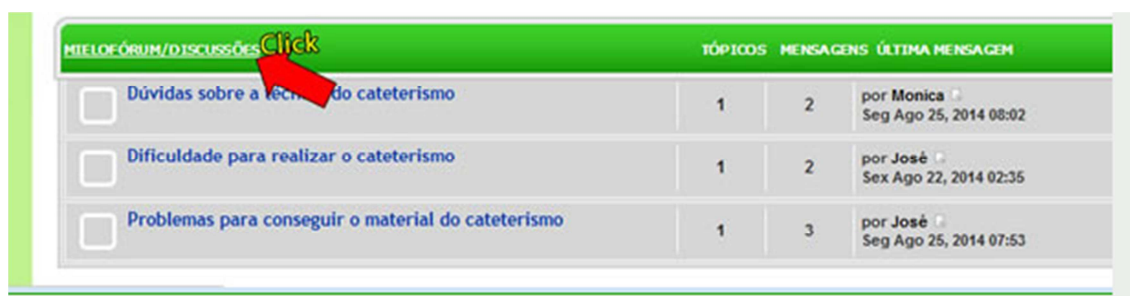 MIELOFÓRUM/DISCUSSÕES Click TÓPICOS MENSAGENS ÚLTIMA MENSAGEM
Dúvidas sobre a do cateterismo 1 2 por Monica
Seg Ago 25, 2014 08:02
Dificuldade para realizar o cateterismo 1 2 por José
Sex Ago 22, 2014 02:35
Problemas para conseguir o material do cateterismo 1 3 por José
Seg Ago 25, 2014 07:53